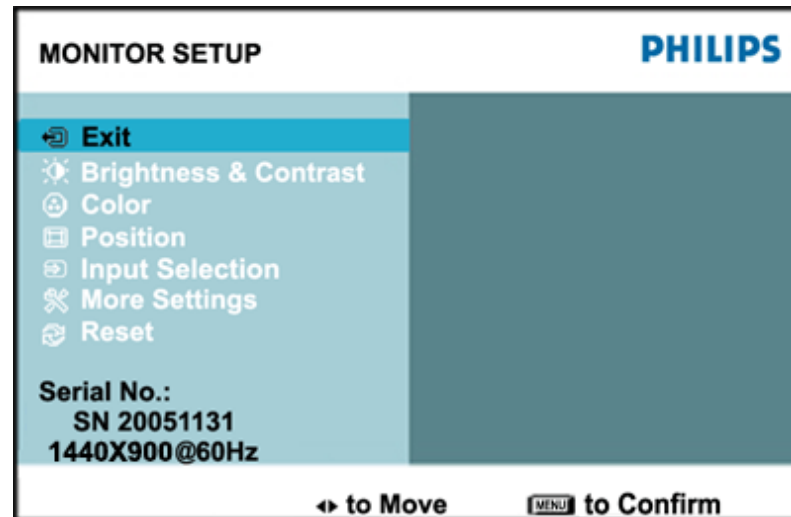 MONITOR SETUP
PHILIPS
Exit
Brightness & Contrast
Color
Position
Input Selection
More Settings
Reset
Serial No.:
SN 20051131
1440X900@60Hz
to Move
MENU to Confirm